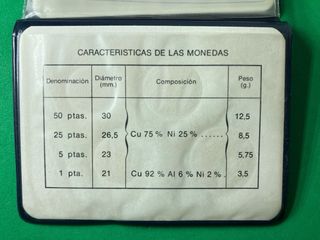 CARACTERISTICAS DE LAS MONEDAS
Denominación Diámetro (mm.) Composición Peso (g.)
50 ptas. 30 12,5
25 ptas. 26,5 Cu 75 % Ni 25 % ...... 8,5
5 ptas. 23 5,75
1 pta. 21 Cu 92 % Al 6 % Ni 2 % . 3,5